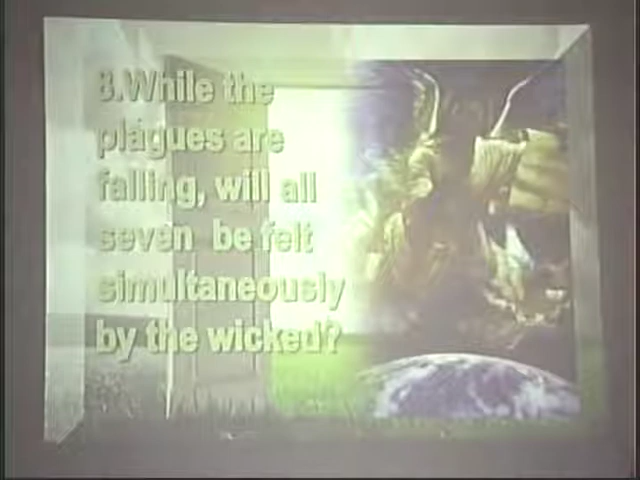 8.While the
plagues are
falling, will all
seven be felt
simultaneously
by the wicked?